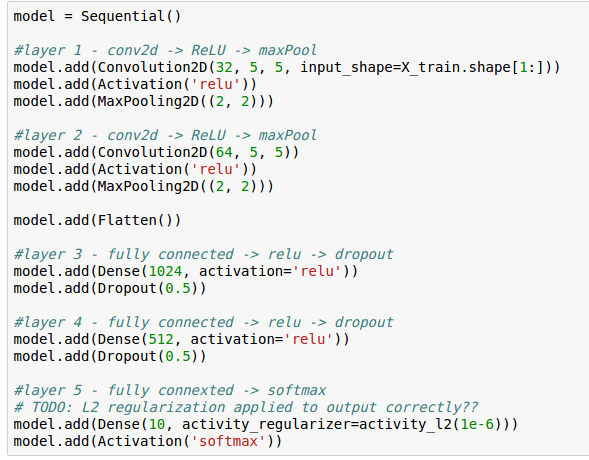 model = Sequential()
#layer 1 - conv2d -> ReLU -> maxPool
model.add(Convolution2D(32, 5, 5, input_shape=X_train.shape[1:]))
model.add(Activation('relu'))
model.add(MaxPooling2D((2, 2)))
#layer 2 - conv2d -> ReLU -> maxPool
model.add(Convolution2D(64, 5, 5))
model.add(Activation('relu'))
model.add(MaxPooling2D((2, 2)))
model.add(Flatten())
#layer 3 - fully connected -> relu -> dropout
model.add(Dense(1024, activation='relu'))
model.add(Dropout(0.5))
#layer 4 - fully connected -> relu -> dropout
model.add(Dense(512, activation='relu'))
model.add(Dropout(0.5))
#layer 5 - fully connexted -> softmax
# TODO: L2 regularization applied to output correctly??
model.add(Dense(10, activity_regularizer=activity_l2(1e-6)))
model.add(Activation('softmax'))